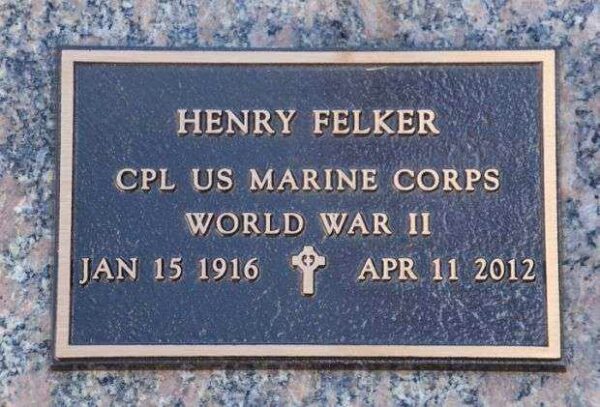 HENRY FELKER
CPL US MARINE CORPS
WORLD WAR II
JAN 15 1916 APR 11 2012